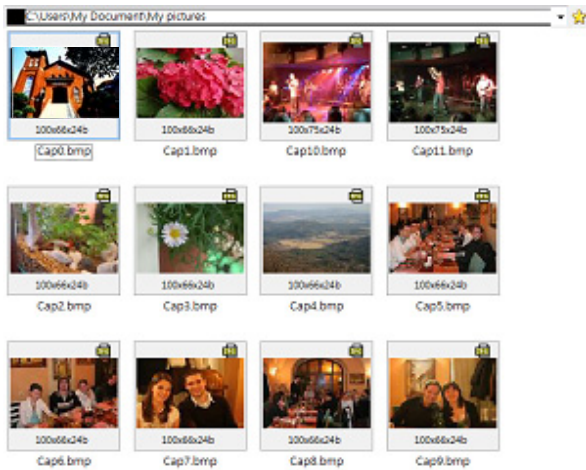 C:\Users\My Document\My pictures
100x66x24b 100x66x24b 100x75x24b 100x75x24b
Cap0.bmp Cap1.bmp Cap10.bmp Cap11.bmp
100x66x24b 100x66x24b 100x66x24b 100x66x24b
Cap2.bmp Cap3.bmp Cap4.bmp Cap5.bmp
100x66x24b 100x66x24b 100x66x24b 100x66x24b
Cap6.bmp Cap7.bmp Cap8.bmp Cap9.bmp